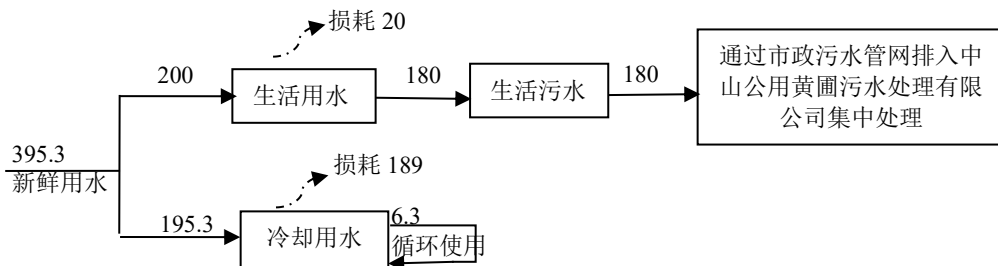 损耗 20
200
生活用水
180
生活污水
180
通过市政污水管网排入中
山公用黄圃污水处理有限
公司集中处理
395.3
新鲜用水
损耗 189
195.3
冷却用水
6.3
循环使用